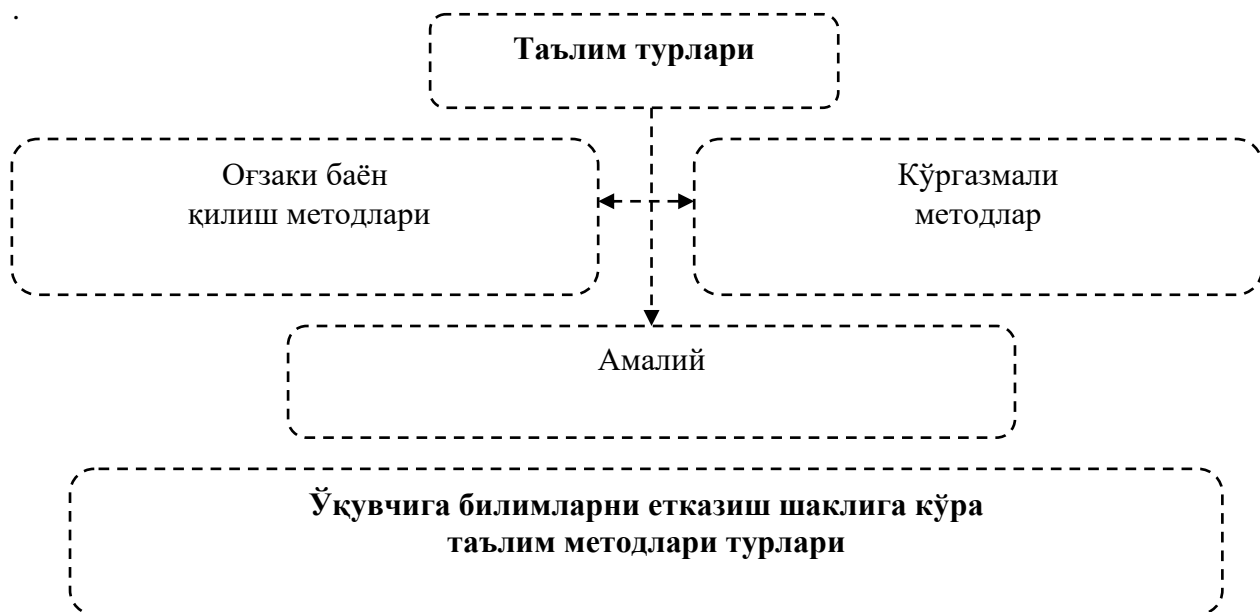 .
Таълим турлари
Оғзаки баён
қилиш методлари
Кўргазмали
методлар
Амалий
Ўқувчига билимларни етказиш шаклига кўра
таълим методлари турлари